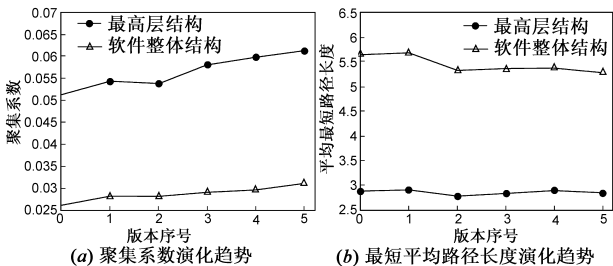 0.07
0.065
0.06
0.055
0.05
0.045
0.04
0.035
0.03
0.025
聚集系数
最高层结构
软件整体结构
0 1 2 3 4 5
版本序号
(a) 聚集系数演化趋势
6.5
6
5.5
5
4.5
4
3.5
3
2.5
平均最短路径长度
最高层结构
软件整体结构
0 1 2 3 4 5
版本序号
(b) 最短平均路径长度演化趋势